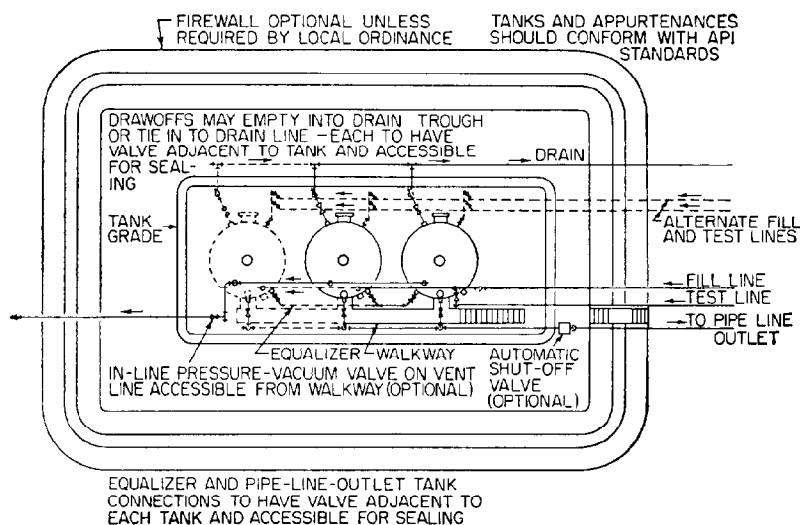 FIREWALL OPTIONAL UNLESS
REQUIRED BY LOCAL ORDINANCE
TANKS AND APPURTENANCES
SHOULD CONFORM WITH API
STANDARDS
DRAWOFFS MAY EMPTY INTO DRAIN TROUGH
OR TIE IN TO DRAIN LINE – EACH TO HAVE
VALVE ADJACENT TO TANK AND ACCESSIBLE
FOR SEAL-
ING
DRAIN
TANK
GRADE
ALTERNATE FILL
AND TEST LINES
FILL LINE
TEST LINE
TO PIPE LINE
OUTLET
EQUALIZER
WALKWAY
IN-LINE PRESSURE-VACUUM VALVE ON VENT
LINE ACCESSIBLE FROM WALKWAY (OPTIONAL)
AUTOMATIC
SHUT-OFF
VALVE
(OPTIONAL)
EQUALIZER AND PIPE-LINE-OUTLET TANK
CONNECTIONS TO HAVE VALVE ADJACENT TO
EACH TANK AND ACCESSIBLE FOR SEALING